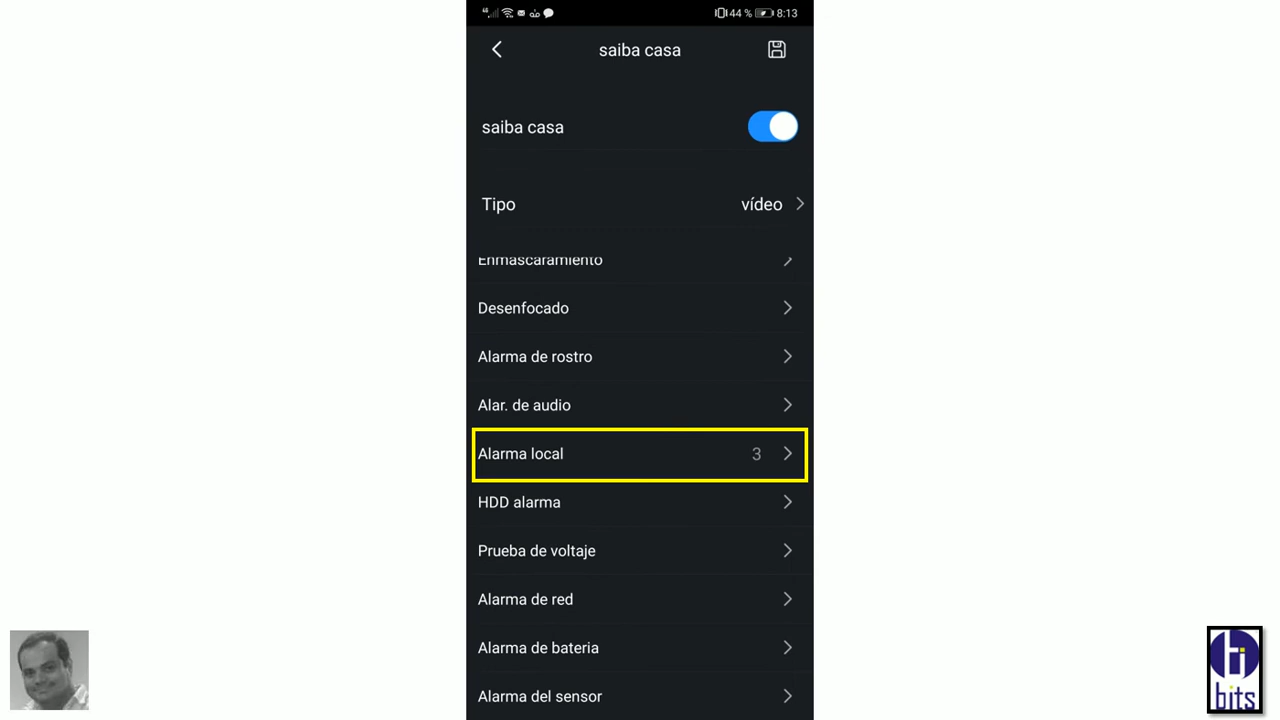 44 % 8:13
saiba casa
saiba casa
Tipo vídeo
Enmascaramiento
Desenfocado
Alarma de rostro
Alar. de audio
Alarma local 3
HDD alarma
Prueba de voltaje
Alarma de red
Alarma de bateria
Alarma del sensor
bits